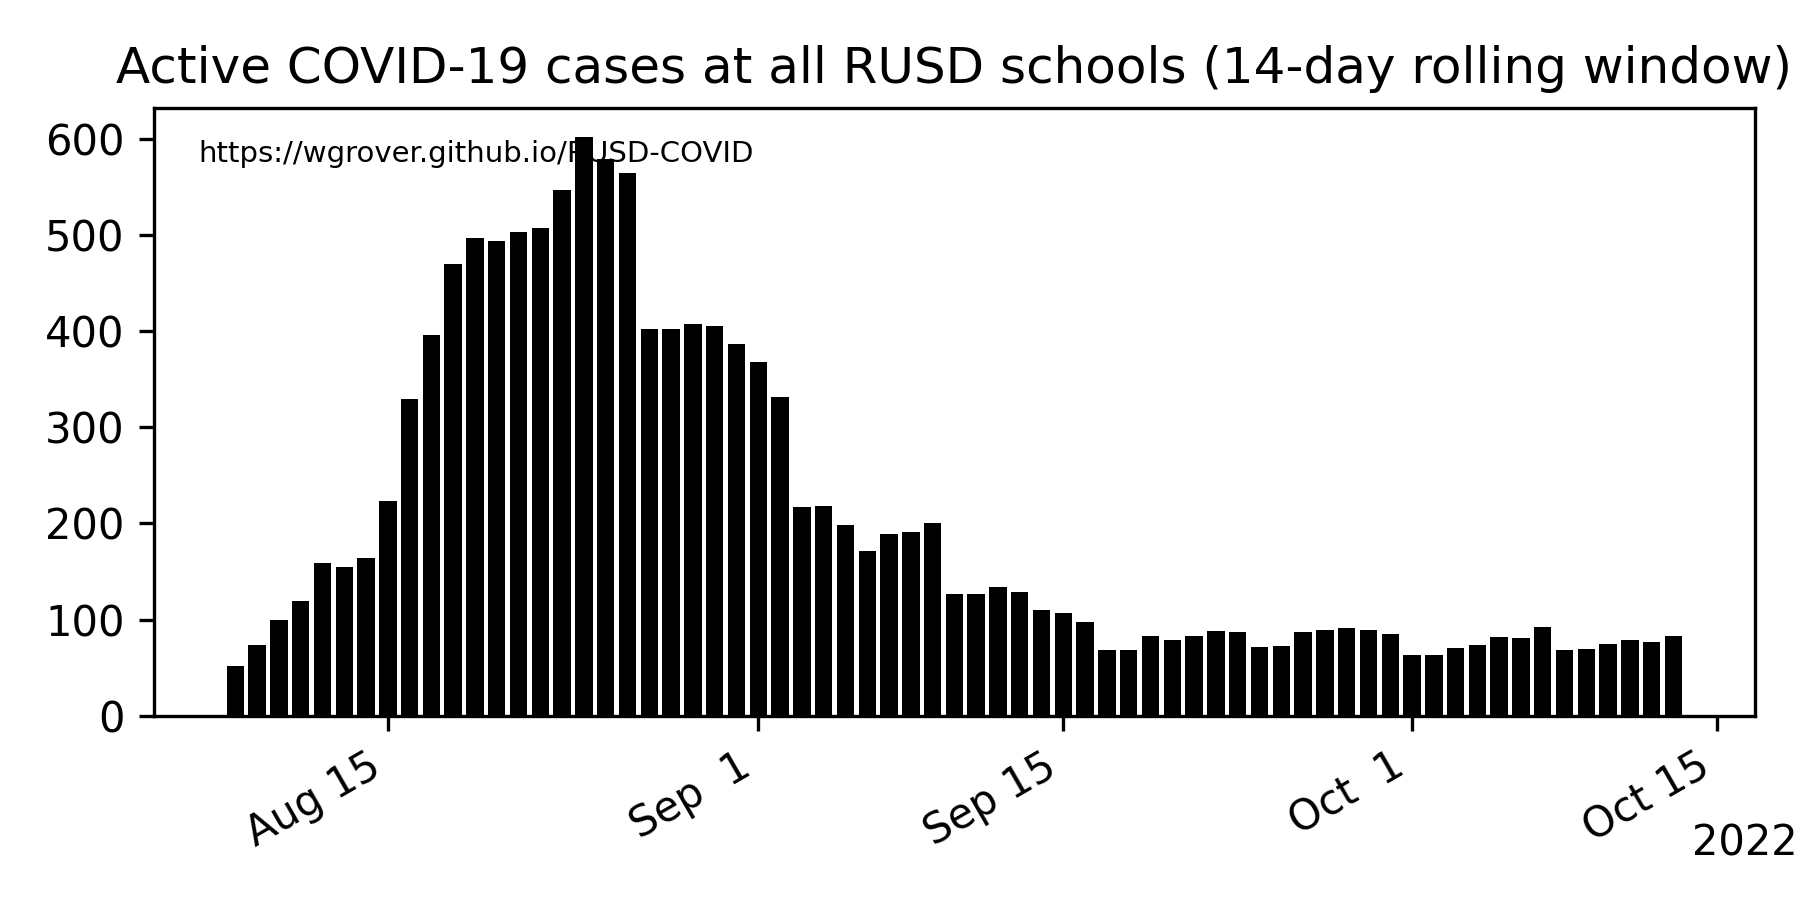 Active COVID-19 cases at all RUSD schools (14-day rolling window)
https://wgrover.github.io/RUSD-COVID
600
500
400
300
200
100
0
Aug 15
Sep 1
Sep 15
Oct 1
Oct 15
2022